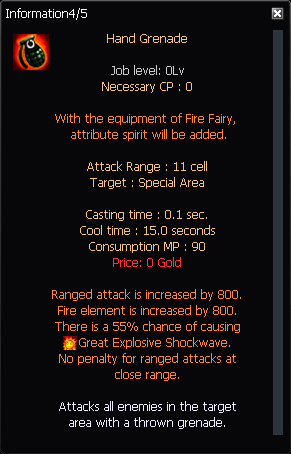 Information4/5
Hand Grenade
Job level: 0Lv
Necessary CP : 0
With the equipment of Fire Fairy,
attribute spirit will be added.
Attack Range : 11 cell
Target : Special Area
Casting time : 0.1 sec.
Cool time : 15.0 seconds
Consumption MP : 90
Price: 0 Gold
Ranged attack is increased by 800.
Fire element is increased by 800.
There is a 55% chance of causing
Great Explosive Shockwave.
No penalty for ranged attacks at
close range.
Attacks all enemies in the target
area with a thrown grenade.